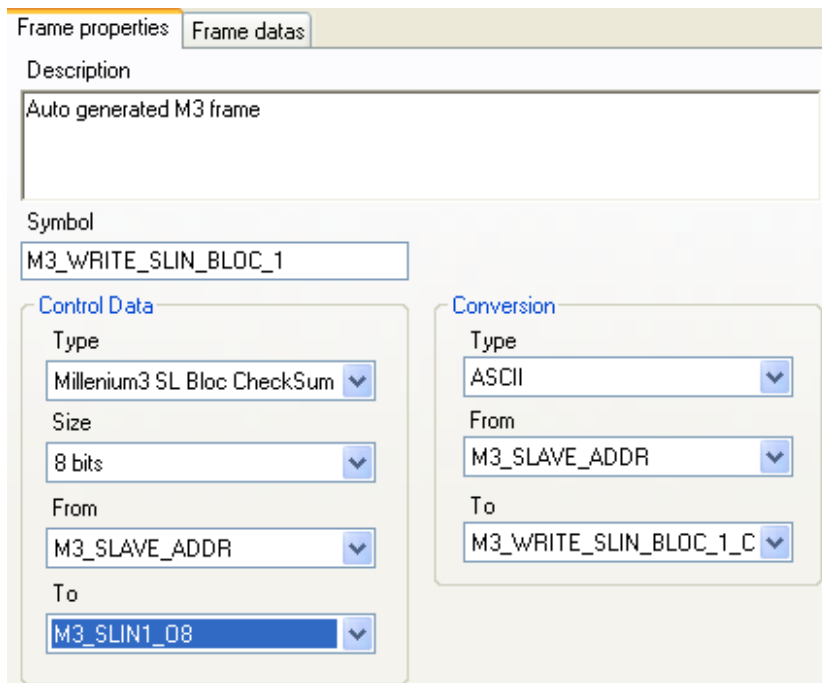 Frame properties
Frame datas
Description
Auto generated M3 frame
Symbol
M3_WRITE_SLIN_BLOC_1
Control Data
Type
Millenium3 SL Bloc CheckSum
Size
8 bits
From
M3_SLAVE_ADDR
To
M3_SLIN1_08
Conversion
Type
ASCII
From
M3_SLAVE_ADDR
To
M3_WRITE_SLIN_BLOC_1_C